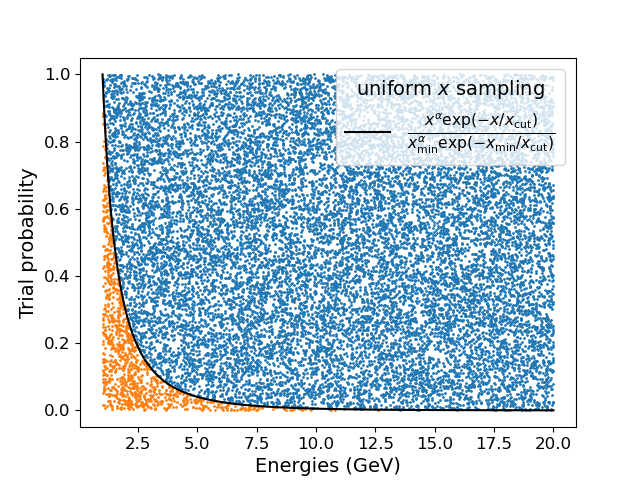 uniform x sampling
x^α exp(−x/x_cut)
x_min^α exp(−x_min/x_cut)
1.0
0.8
0.6
0.4
0.2
0.0
Trial probability
2.5 5.0 7.5 10.0 12.5 15.0 17.5 20.0
Energies (GeV)